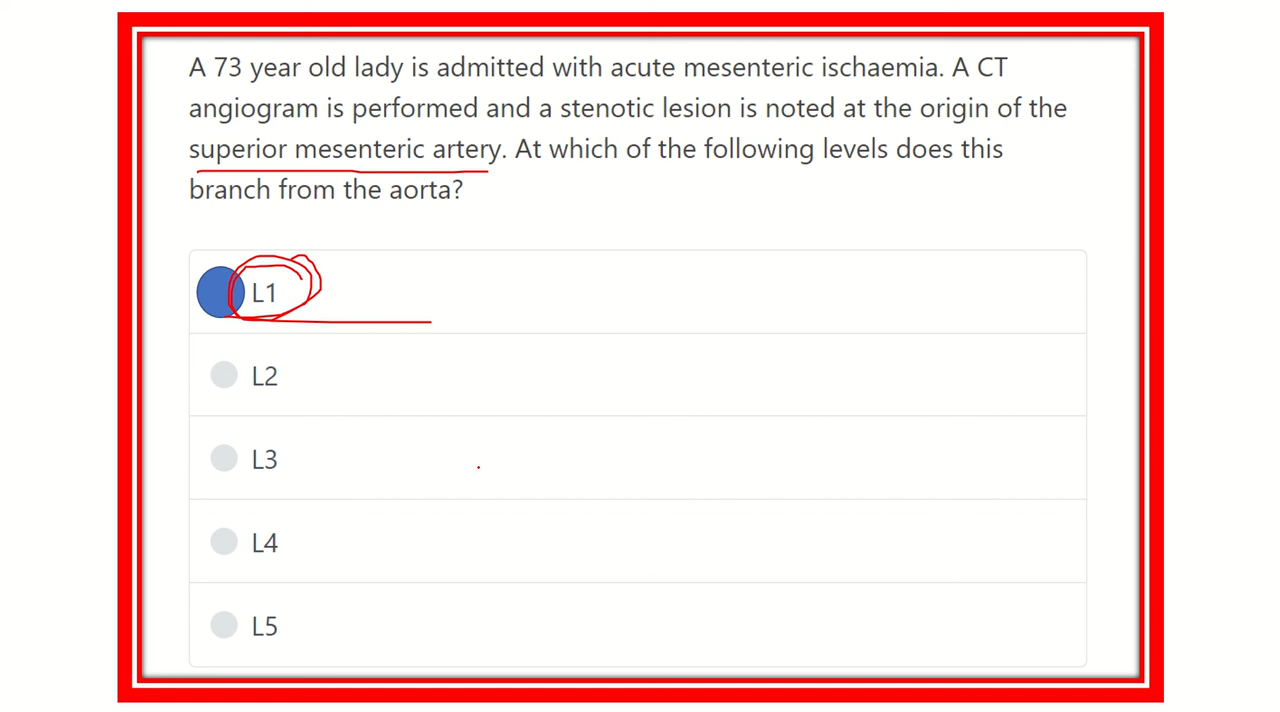 A 73 year old lady is admitted with acute mesenteric ischaemia. A CT
angiogram is performed and a stenotic lesion is noted at the origin of the
superior mesenteric artery. At which of the following levels does this
branch from the aorta?
L1
L2
L3
L4
L5